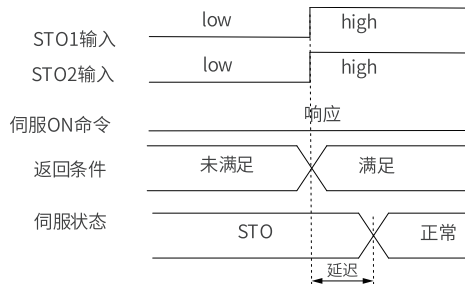 low high
STO1输入
low high
STO2输入
响应
伺服ON命令
返回条件 未满足 满足
伺服状态 STO 正常
延迟